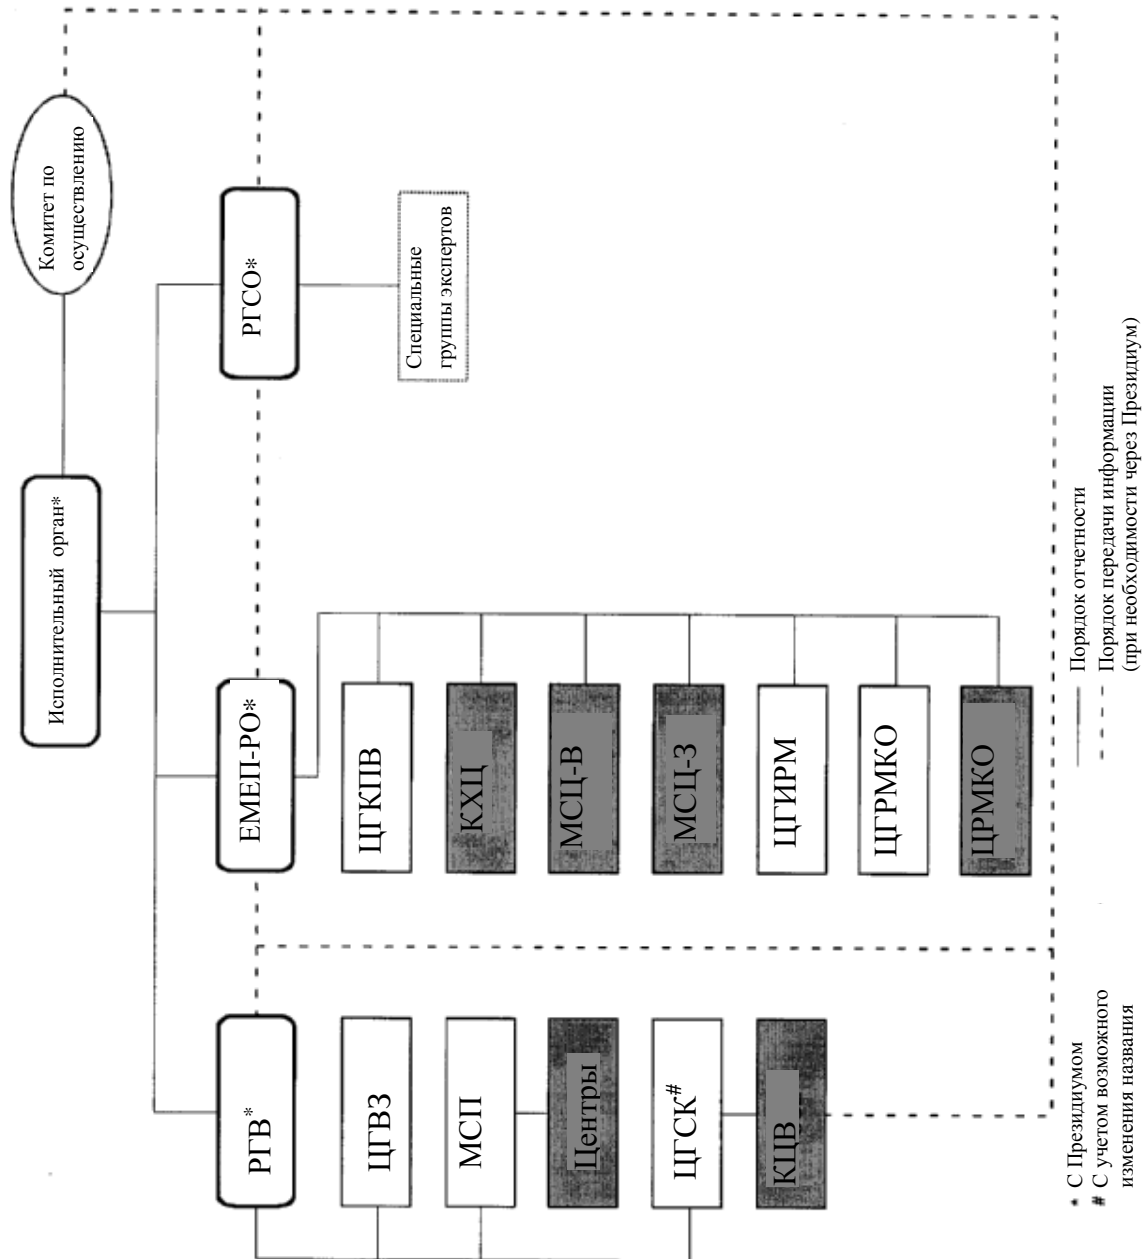 Исполнительный орган*
Комитет по
осуществлению
РГВ*
ЕМЕП-РО*
РГСО*
ЦГВЗ
МСП
Центры
ЦГСК#
КЦВ
ЦГКПВ
КХЦ
МСЦ-В
МСЦ-З
ЦГИРМ
ЦГРМКО
ЦРМКО
Специальные
группы экспертов
* С Президиумом
# С учетом возможного
изменения названия
Порядок отчетности
Порядок передачи информации
(при необходимости через Президиум)